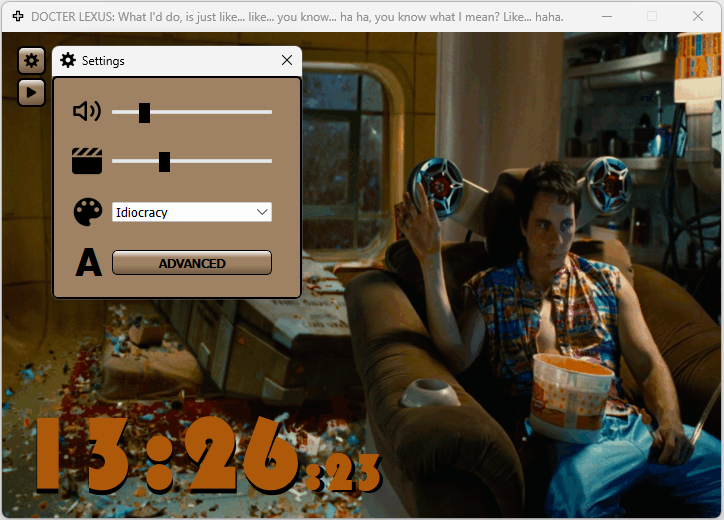 DOCTER LEXUS: What I'd do, is just like... like... you know... ha ha, you know what I mean? Like... haha.
Settings
Idiocracy
A
ADVANCED
13:26:23